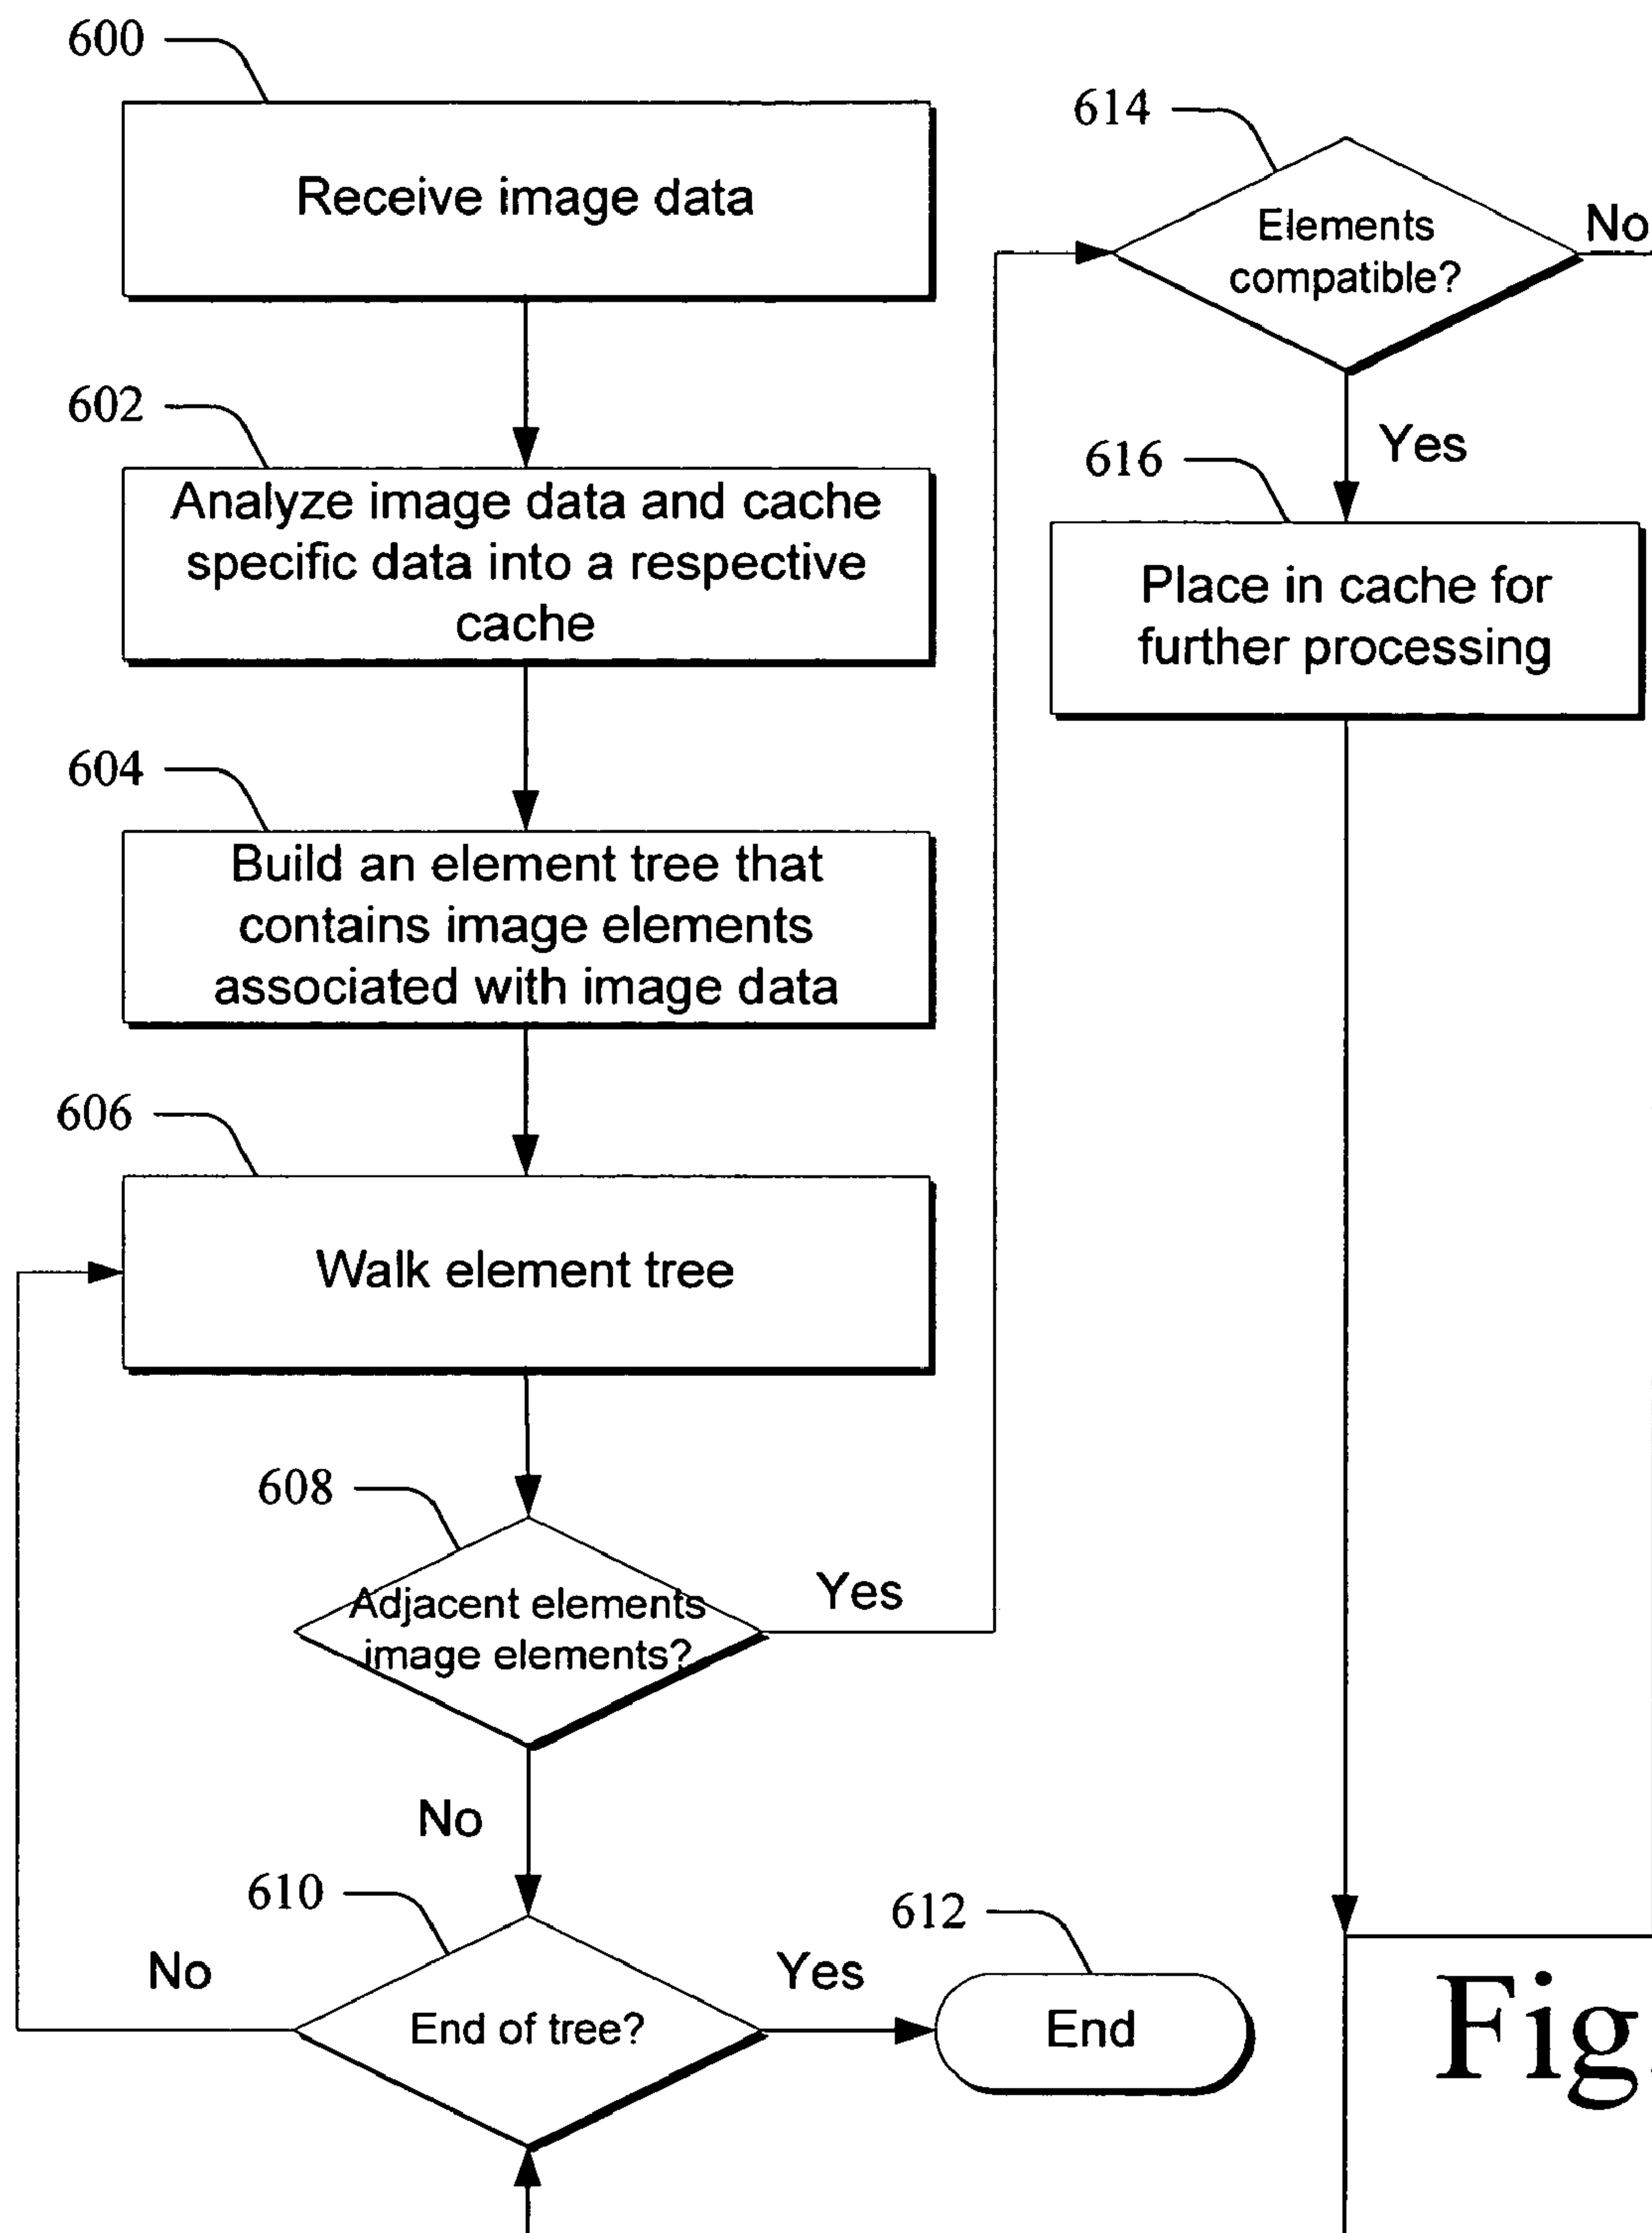 600
Receive image data
602
Analyze image data and cache
specific data into a respective
cache
604
Build an element tree that
contains image elements
associated with image data
606
Walk element tree
608
Adjacent elements
image elements?
Yes
No
610
End of tree?
No
Yes
612
End
614
Elements
compatible?
No
Yes
616
Place in cache for
further processing
Fig.